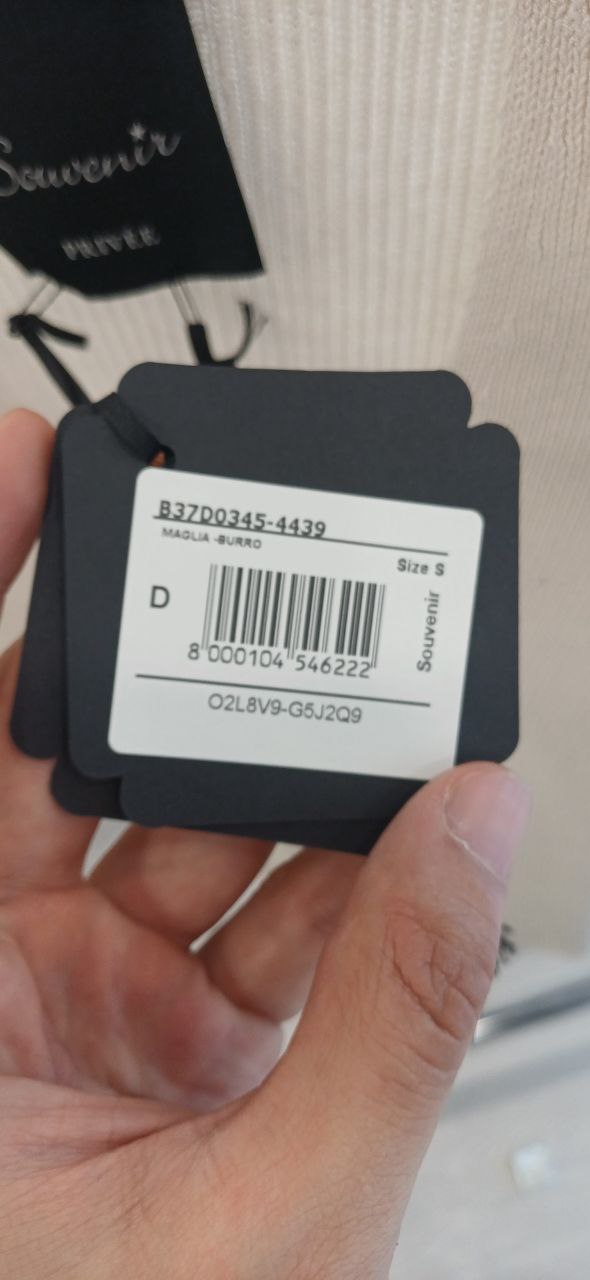 Souvenir
PRIVEE
B37D0345-4439
MAGLIA -BURRO
Size S
D
Souvenir
8 000104 546222
O2L8V9-G5J2Q9